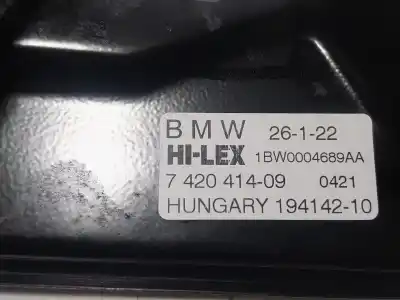 BMW 26-1-22
HI-LEX 1BW0004689AA
7 420 414-09 0421
HUNGARY 194142-10